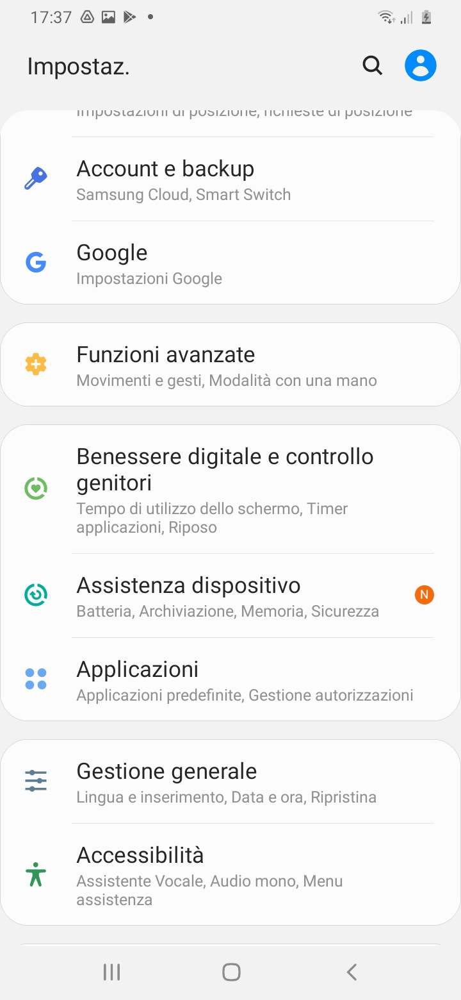 17:37
Impostaz.
Impostazioni di posizione, richieste di posizione
Account e backup
Samsung Cloud, Smart Switch
Google
Impostazioni Google
Funzioni avanzate
Movimenti e gesti, Modalità con una mano
Benessere digitale e controllo
genitori
Tempo di utilizzo dello schermo, Timer
applicazioni, Riposo
Assistenza dispositivo
N
Batteria, Archiviazione, Memoria, Sicurezza
Applicazioni
Applicazioni predefinite, Gestione autorizzazioni
Gestione generale
Lingua e inserimento, Data e ora, Ripristina
Accessibilità
Assistente Vocale, Audio mono, Menu
assistenza